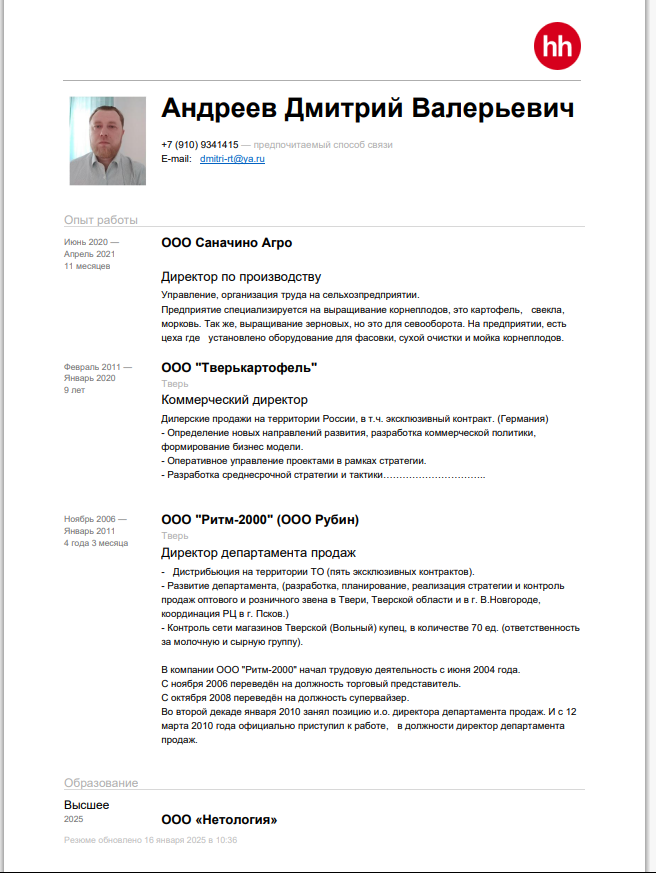 hh
Андреев Дмитрий Валерьевич
+7 (910) 9341415 — предпочитаемый способ связи
E-mail: dmitri-rt@ya.ru
Опыт работы
Июнь 2020 —
Апрель 2021
11 месяцев
ООО Саначино Агро
Директор по производству
Управление, организация труда на сельхозпредприятии.
Предприятие специализируется на выращивание корнеплодов, это картофель, свекла,
морковь. Так же, выращивание зерновых, но это для севооборота. На предприятии, есть
цеха где установлено оборудование для фасовки, сухой очистки и мойка корнеплодов.
Февраль 2011 —
Январь 2020
9 лет
ООО "Тверькартофель"
Тверь
Коммерческий директор
Дилерские продажи на территории России, в т.ч. эксклюзивный контракт. (Германия)
- Определение новых направлений развития, разработка коммерческой политики,
формирование бизнес модели.
- Оперативное управление проектами в рамках стратегии.
- Разработка среднесрочной стратегии и тактики…………………………..
Ноябрь 2006 —
Январь 2011
4 года 3 месяца
ООО "Ритм-2000" (ООО Рубин)
Тверь
Директор департамента продаж
- Дистрибьюция на территории ТО (пять эксклюзивных контрактов).
- Развитие департамента, (разработка, планирование, реализация стратегии и контроль
продаж оптового и розничного звена в Твери, Тверской области и в г. В.Новгороде,
координация РЦ в г. Псков.)
- Контроль сети магазинов Тверской (Вольный) купец, в количестве 70 ед. (ответственность
за молочную и сырную группу).
В компании ООО "Ритм-2000" начал трудовую деятельность с июня 2004 года.
С ноября 2006 переведён на должность торговый представитель.
С октября 2008 переведён на должность супервайзер.
Во второй декаде января 2010 занял позицию и.о. директора департамента продаж. И с 12
марта 2010 года официально приступил к работе, в должности директор департамента
продаж.
Образование
Высшее
2025
ООО «Нетология»
Резюме обновлено 16 января 2025 в 10:36